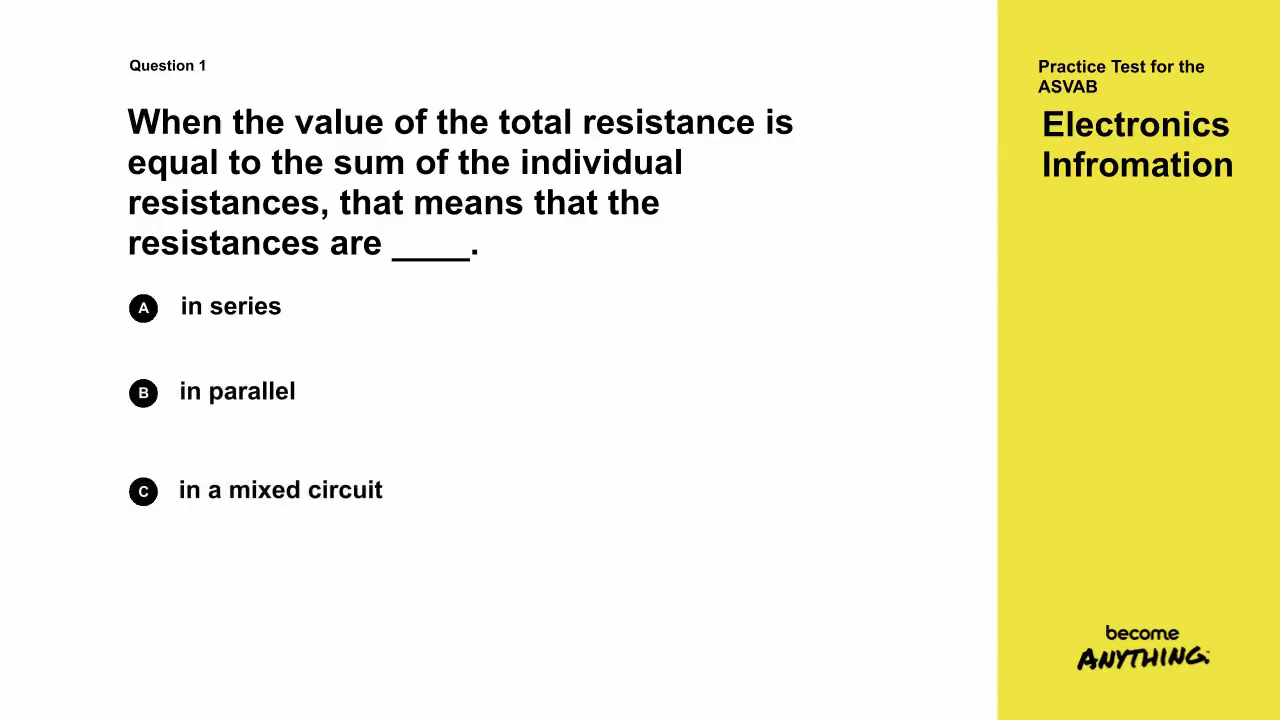 Question 1
When the value of the total resistance is
equal to the sum of the individual
resistances, that means that the
resistances are ____.
A in series
B in parallel
C in a mixed circuit
Practice Test for the
ASVAB
Electronics
Infromation
become
ANYTHING.™